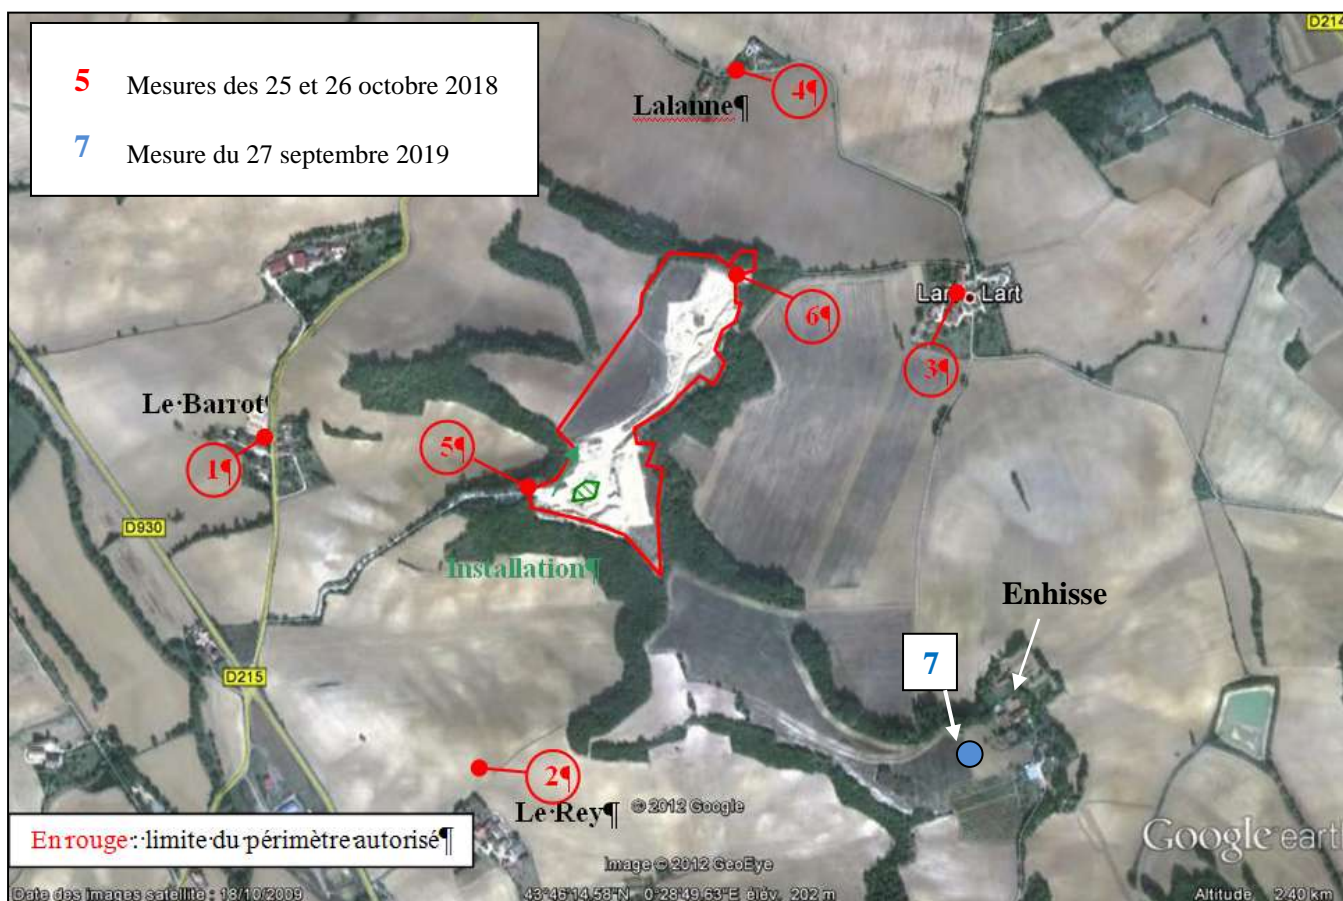 D214
5 Mesures des 25 et 26 octobre 2018
7 Mesure du 27 septembre 2019
4¶
Lalanne¶
Lart
6¶
3¶
Le·Barrot
1¶
5¶
D930
Installation¶
Enhisse
7
D215
2¶
Le·Rey¶
© 2012 Google
En·rouge·:·limite·du·périmètre·autorisé¶
Google eart
Image © 2012 GeoEye
Date des images satellite : 18/10/2009
43°46'14.58"N 0°28'49.63"E élév. 202 m
Altitude 2.40 km